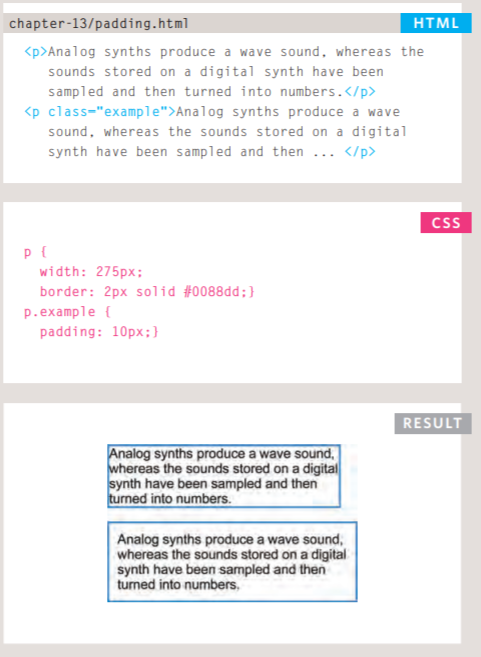 chapter-13/padding.html HTML
<p>Analog synths produce a wave sound, whereas the
sounds stored on a digital synth have been
sampled and then turned into numbers.</p>
<p class="example">Analog synths produce a wave
sound, whereas the sounds stored on a digital
synth have been sampled and then ... </p>
CSS
p {
width: 275px;
border: 2px solid #0088dd;}
p.example {
padding: 10px;}
RESULT
Analog synths produce a wave sound,
whereas the sounds stored on a digital
synth have been sampled and then
turned into numbers.
Analog synths produce a wave sound,
whereas the sounds stored on a digital
synth have been sampled and then
turned into numbers.